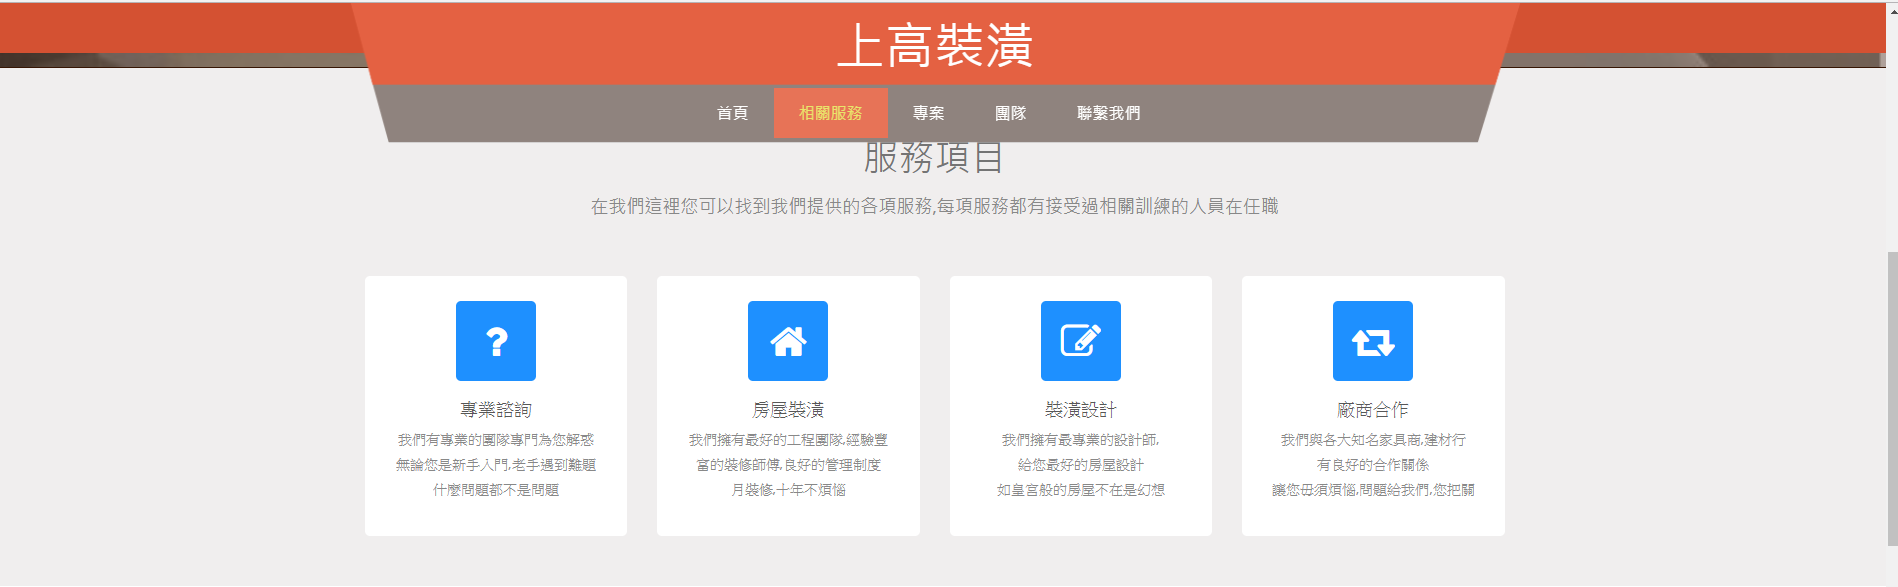 上高裝潢
首頁 相關服務 專案 團隊 聯繫我們
服務項目
在我們這裡您可以找到我們提供的各項服務,每項服務都有接受過相關訓練的人員在任職
專業諮詢
我們有專業的團隊專門為您解惑
無論您是新手入門,老手遇到難題
什麼問題都不是問題
房屋裝潢
我們擁有最好的工程團隊,經驗豐
富的裝修師傅,良好的管理制度
月裝修,十年不煩惱
裝潢設計
我們擁有最專業的設計師,
給您最好的房屋設計
如皇宮般的房屋不在是幻想
廠商合作
我們與各大知名家具商,建材行
有良好的合作關係
讓您毋須煩惱,問題給我們,您把關